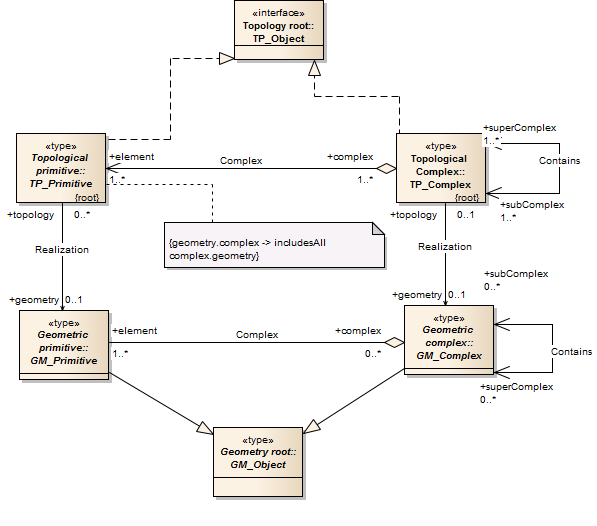 «interface»
Topology root::
TP_Object
«type»
Topological
primitive::
TP_Primitive
{root}
+element
1..*
Complex
+complex
1..*
«type»
Topological
Complex::
TP_Complex
{root}
+superComplex
1..*
Contains
+subComplex
1..*
+topology
0..*
Realization
+geometry
0..1
{geometry.complex -> includesAll
complex.geometry}
+topology
0..1
Realization
+geometry
0..1
+subComplex
0..*
«type»
Geometric
primitive::
GM_Primitive
+element
1..*
Complex
+complex
0..*
«type»
Geometric
complex::
GM_Complex
Contains
+superComplex
0..*
«type»
Geometry root::
GM_Object